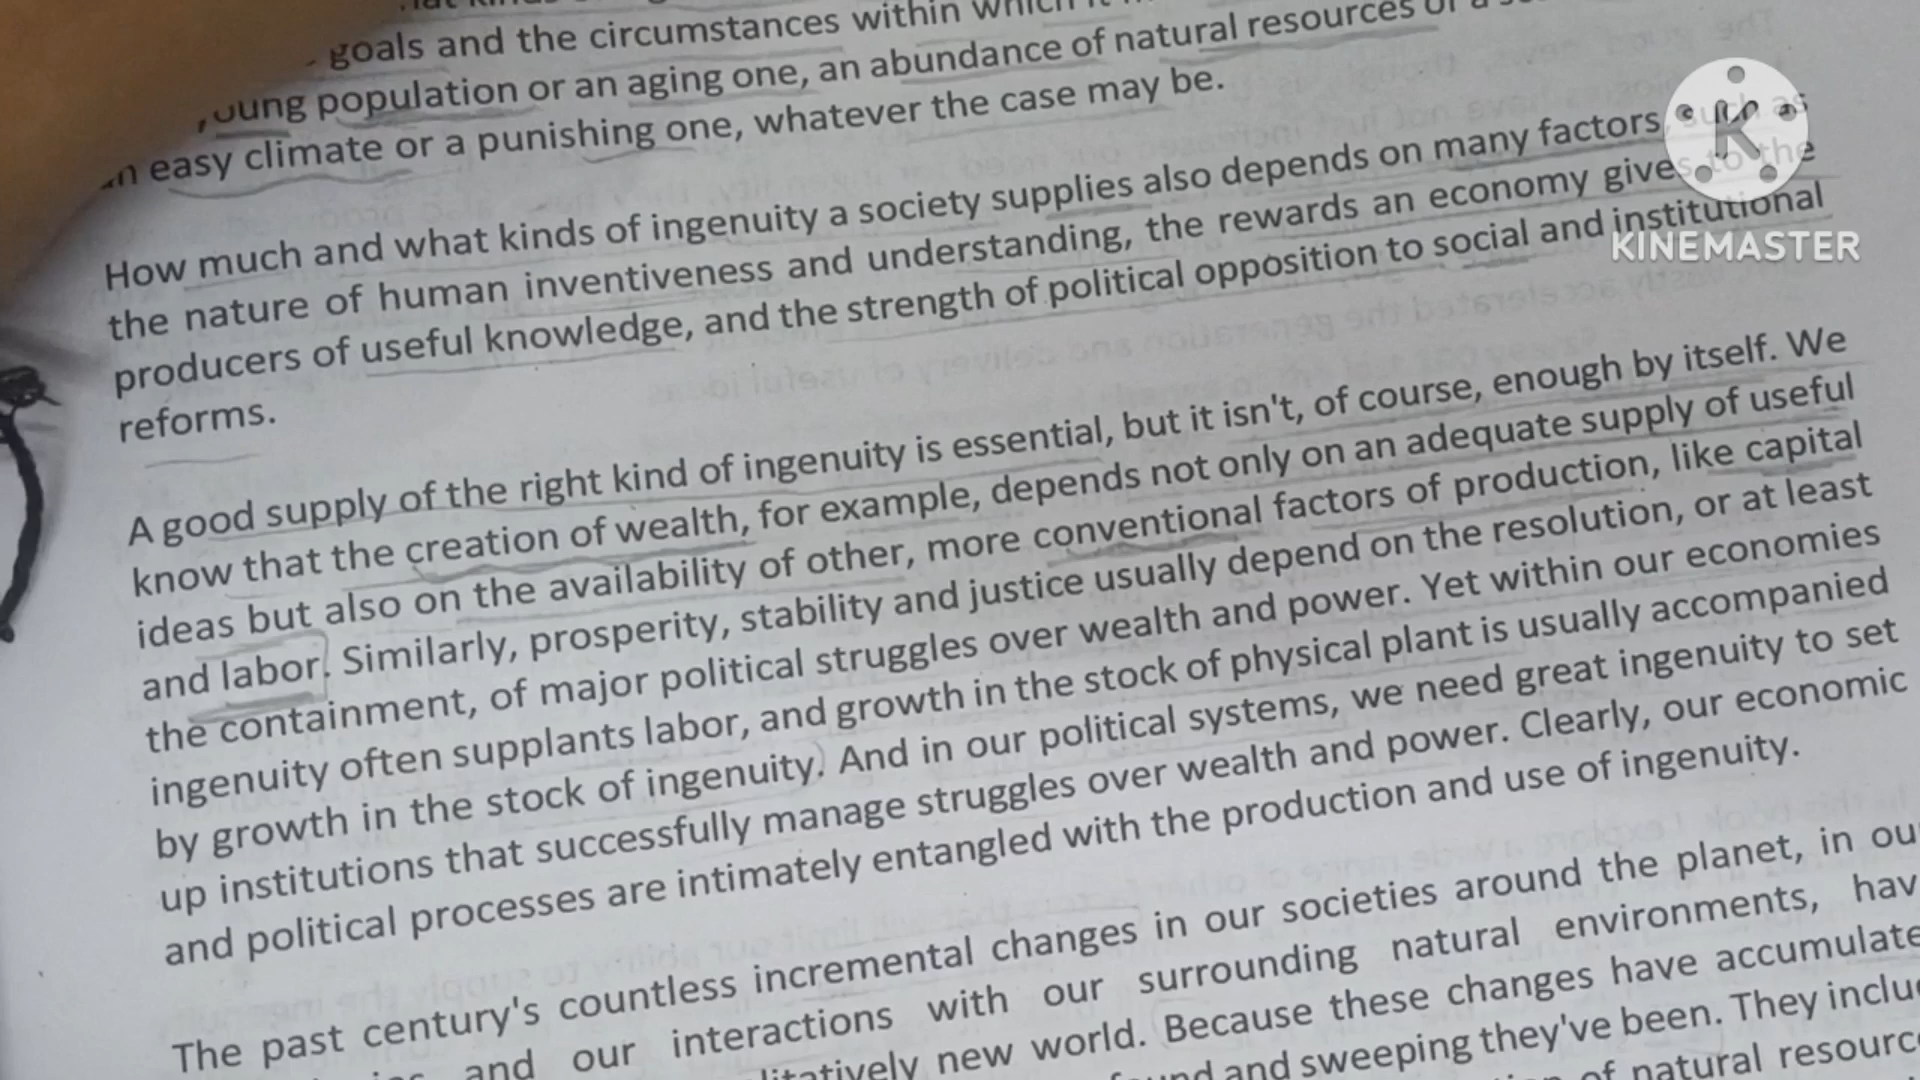 goals and the circumstances within which
young population or an aging one, an abundance of natural resources or a
an easy climate or a punishing one, whatever the case may be.
How much and what kinds of ingenuity a society supplies also depends on many factors, such as
the nature of human inventiveness and understanding, the rewards an economy gives to the
producers of useful knowledge, and the strength of political opposition to social and institutional
reforms.
A good supply of the right kind of ingenuity is essential, but it isn't, of course, enough by itself. We
know that the creation of wealth, for example, depends not only on an adequate supply of useful
ideas but also on the availability of other, more conventional factors of production, like capital
and labor. Similarly, prosperity, stability and justice usually depend on the resolution, or at least
the containment, of major political struggles over wealth and power. Yet within our economies
ingenuity often supplants labor, and growth in the stock of physical plant is usually accompanied
by growth in the stock of ingenuity. And in our political systems, we need great ingenuity to set
up institutions that successfully manage struggles over wealth and power. Clearly, our economic
and political processes are intimately entangled with the production and use of ingenuity.
The past century's countless incremental changes in our societies around the planet, in ou
and our interactions with our surrounding natural environments, hav
litatively new world. Because these changes have accumulate
and sweeping they've been. They inclu
of natural resourc
K
KINEMASTER